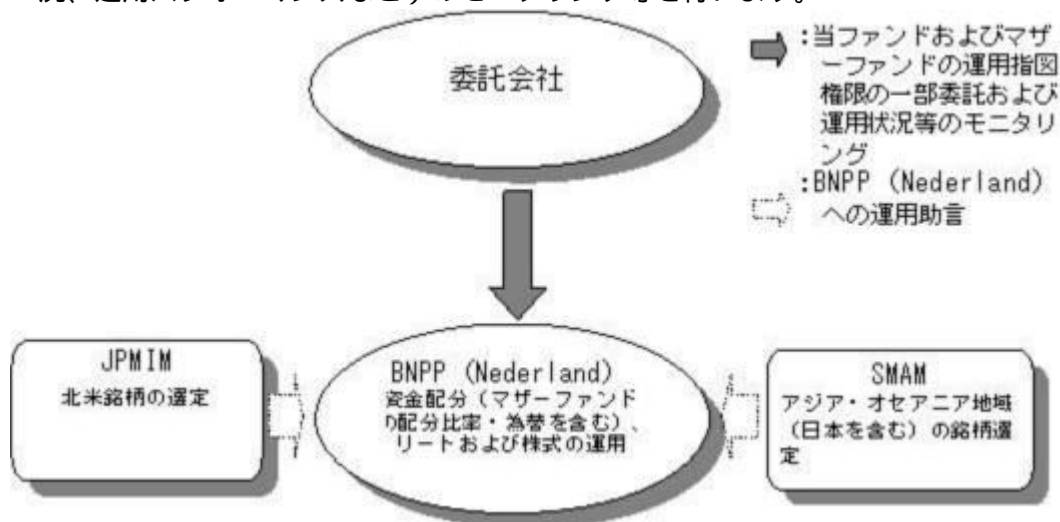 委託会社
:当ファンドおよびマザ
ーファンドの運用指図
権限の一部委託および
運用状況等のモニタリ
ング
:BNPP (Nederland)
への運用助言
JPMIM
北米銘柄の選定
BNPP (Nederland)
資金配分（マザーファンド
の配分比率・為替を含む）、
リートおよび株式の運用
SMAM
アジア・オセアニア地域
（日本を含む）の銘柄選
定